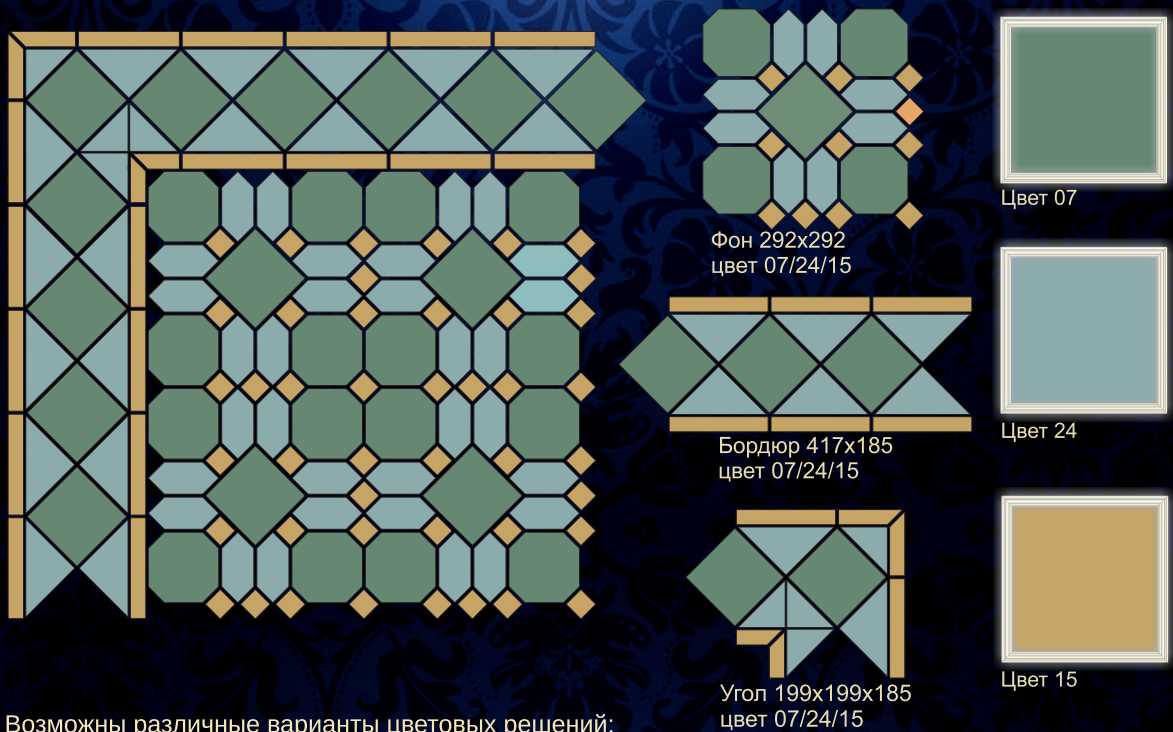 Цвет 07
Фон 292x292
цвет 07/24/15
Цвет 24
Бордюр 417x185
цвет 07/24/15
Цвет 15
Угол 199x199x185
цвет 07/24/15
Возможны различные варианты цветовых решений: